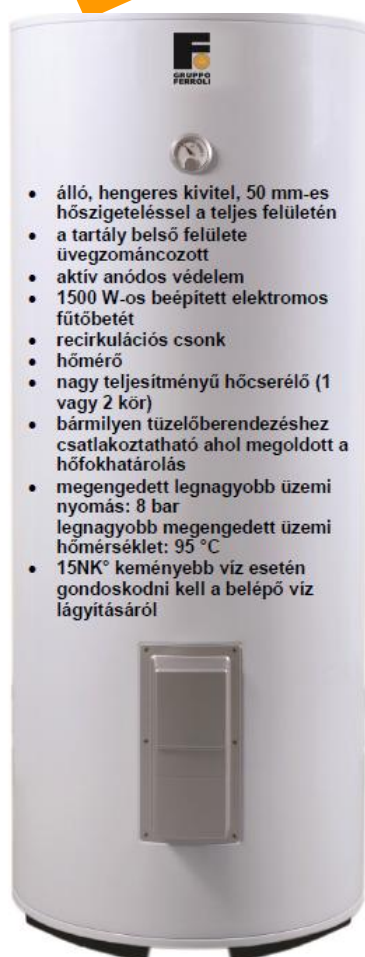 GRUPPO
FERROLI
• álló, hengeres kivitel, 50 mm-es
hőszigeteléssel a teljes felületén
• a tartály belső felülete
üvegzománcozott
• aktív anódos védelem
• 1500 W-os beépített elektromos
fűtőbetét
• recirkulációs csonk
• hőmérő
• nagy teljesítményű hőcserélő (1
vagy 2 kör)
• bármilyen tüzelőberendezéshez
csatlakoztatható ahol megoldott a
hőfokhatárolás
• megengedett legnagyobb üzemi
nyomás: 8 bar
legnagyobb megengedett üzemi
hőmérséklet: 95 °C
• 15NK° keményebb víz esetén
gondoskodni kell a belépő víz
lágyításáról